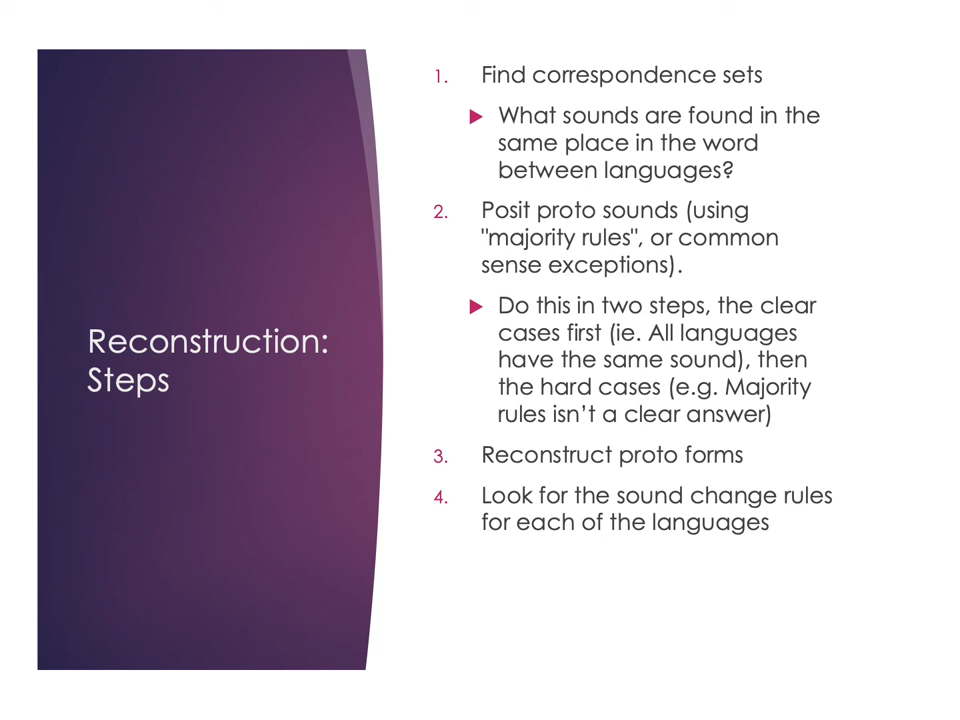 Reconstruction:
Steps
1. Find correspondence sets
▶ What sounds are found in the
same place in the word
between languages?
2. Posit proto sounds (using
"majority rules", or common
sense exceptions).
▶ Do this in two steps, the clear
cases first (ie. All languages
have the same sound), then
the hard cases (e.g. Majority
rules isn’t a clear answer)
3. Reconstruct proto forms
4. Look for the sound change rules
for each of the languages